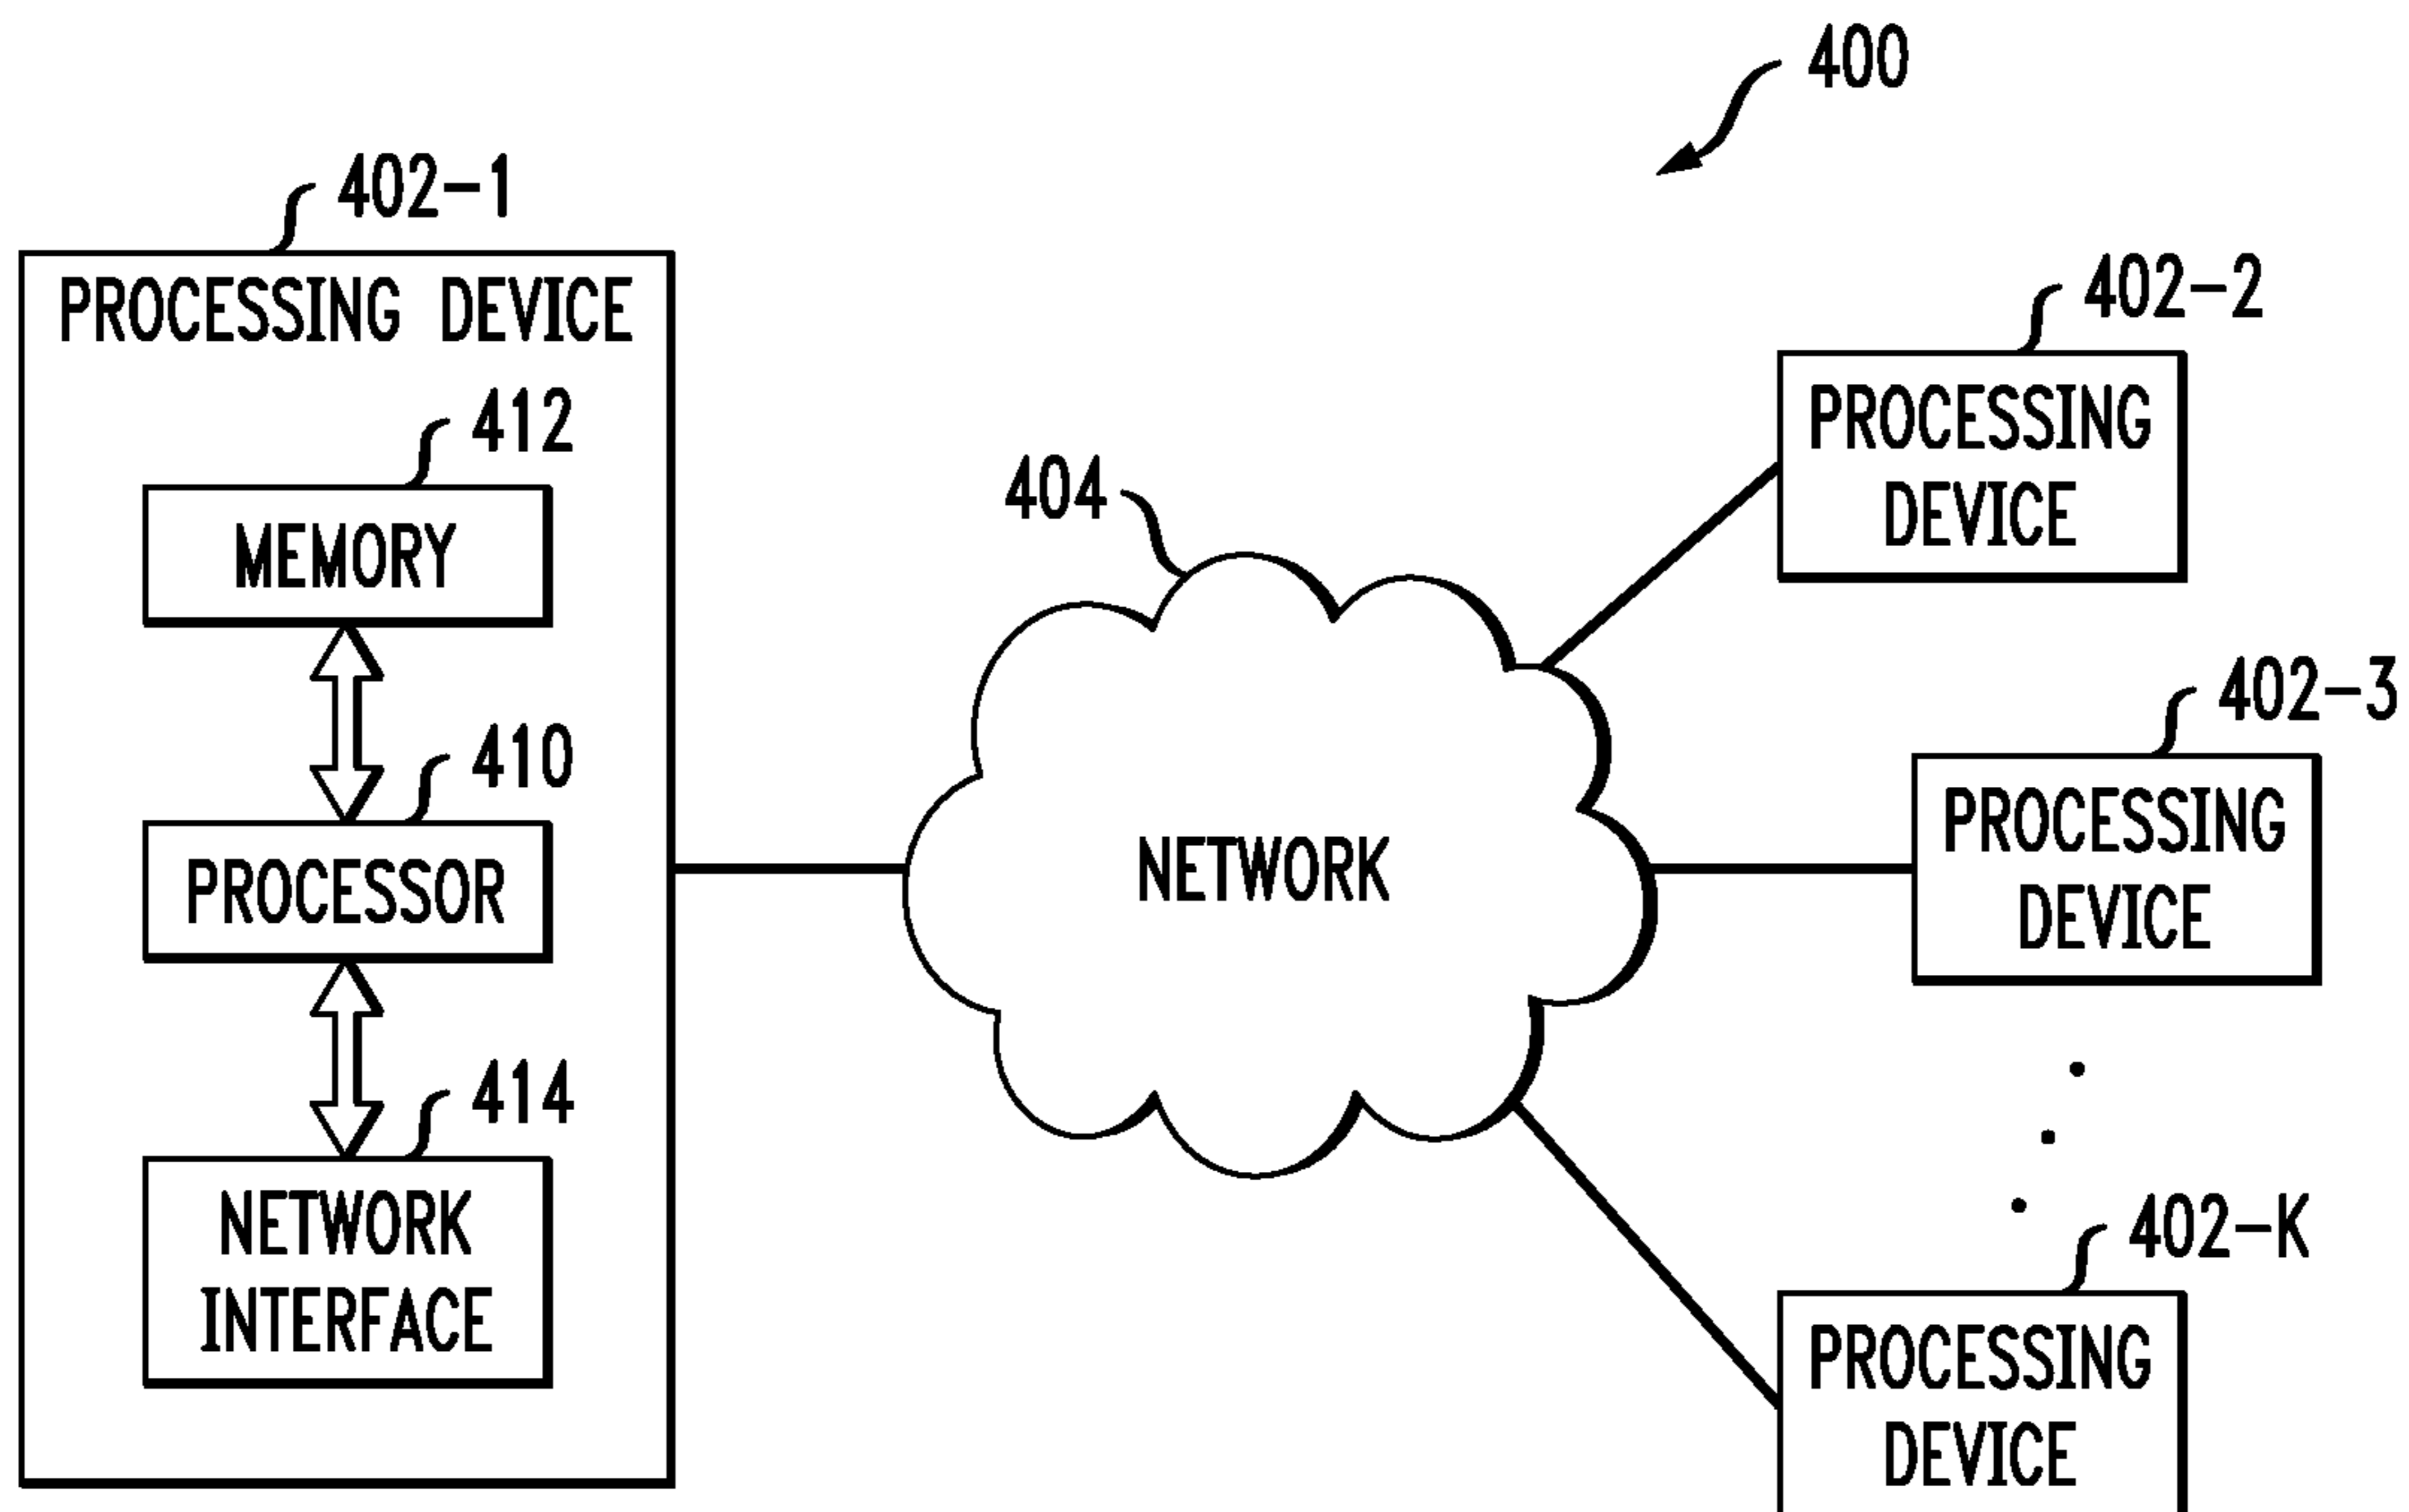 400
402-1
PROCESSING DEVICE
412
MEMORY
410
PROCESSOR
414
NETWORK
INTERFACE
404
NETWORK
402-2
PROCESSING
DEVICE
402-3
PROCESSING
DEVICE
402-K
PROCESSING
DEVICE